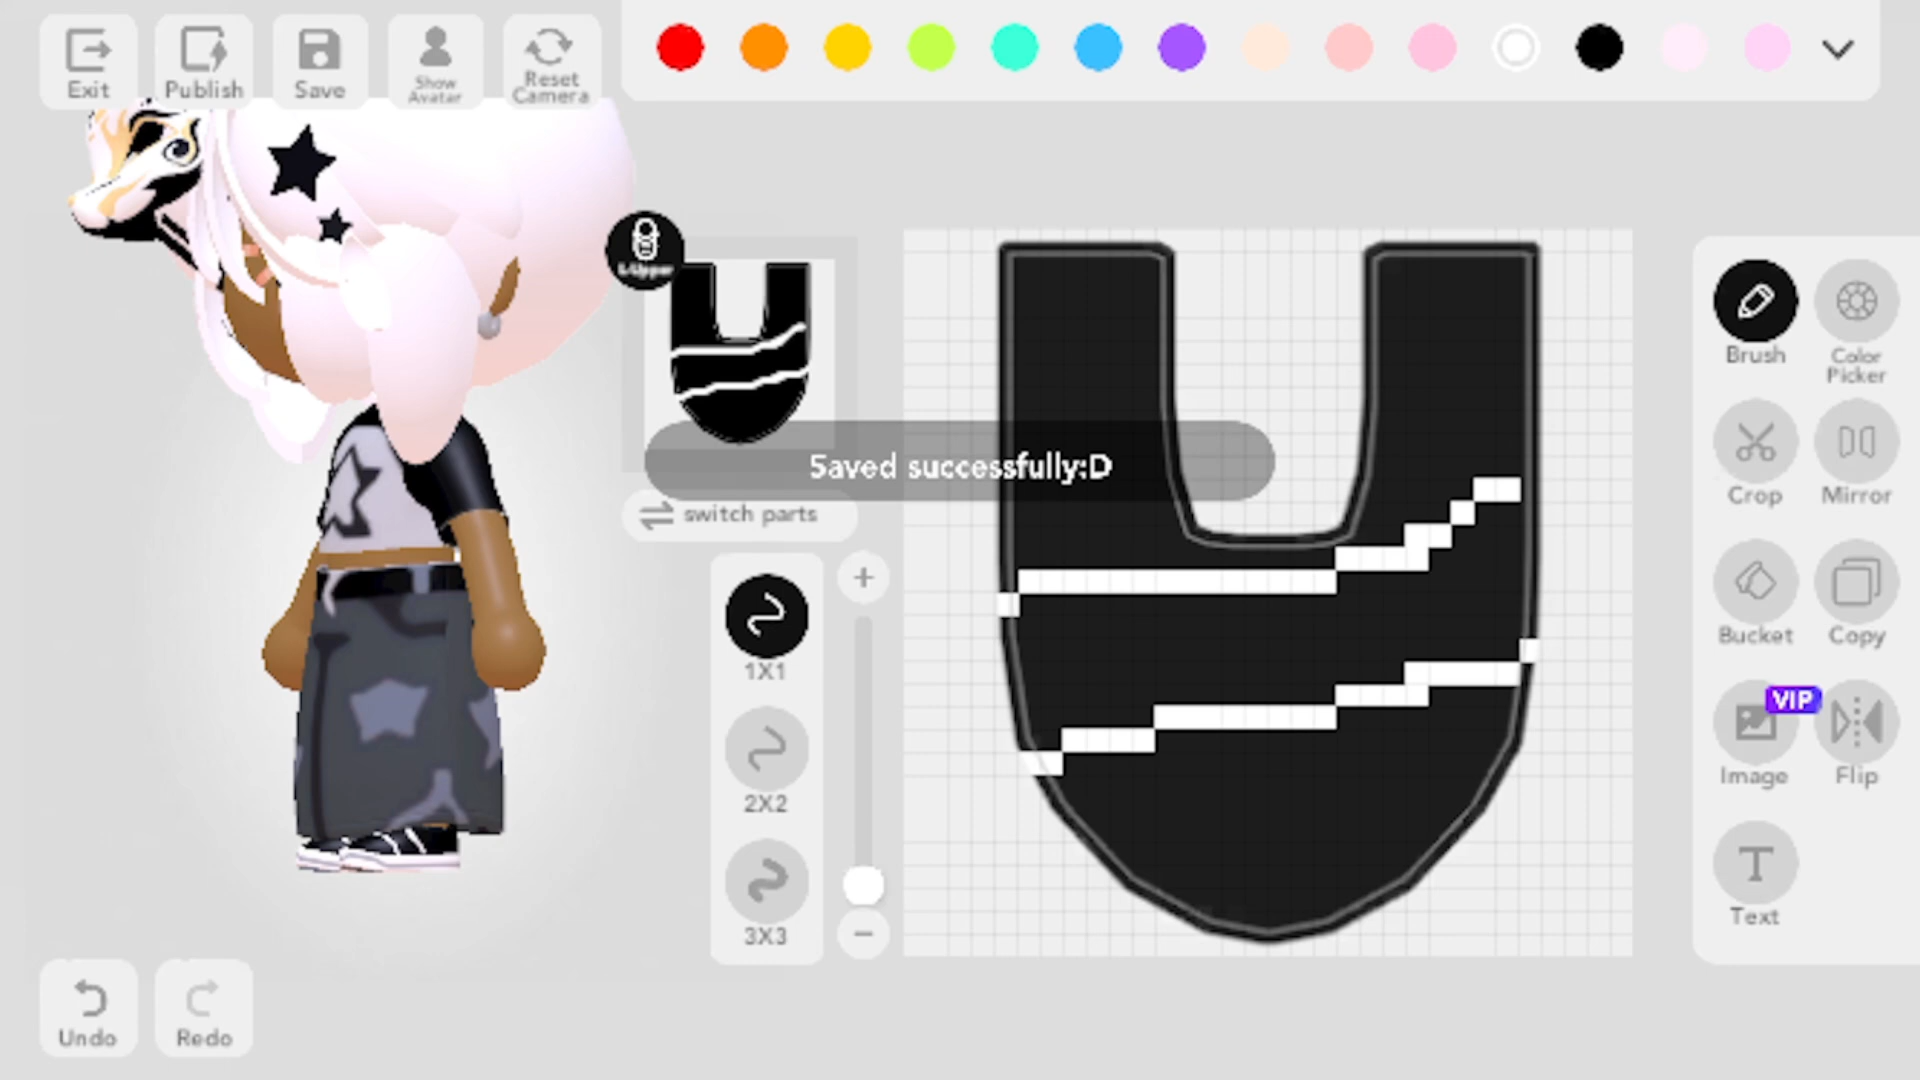 Exit
Publish
Save
Show
Avatar
Reset
Camera
L-Upper
Saved successfully:D
switch parts
1X1
2X2
3X3
Brush
Color
Picker
Crop
Mirror
Bucket
Copy
VIP
Image
Flip
T
Text
Undo
Redo